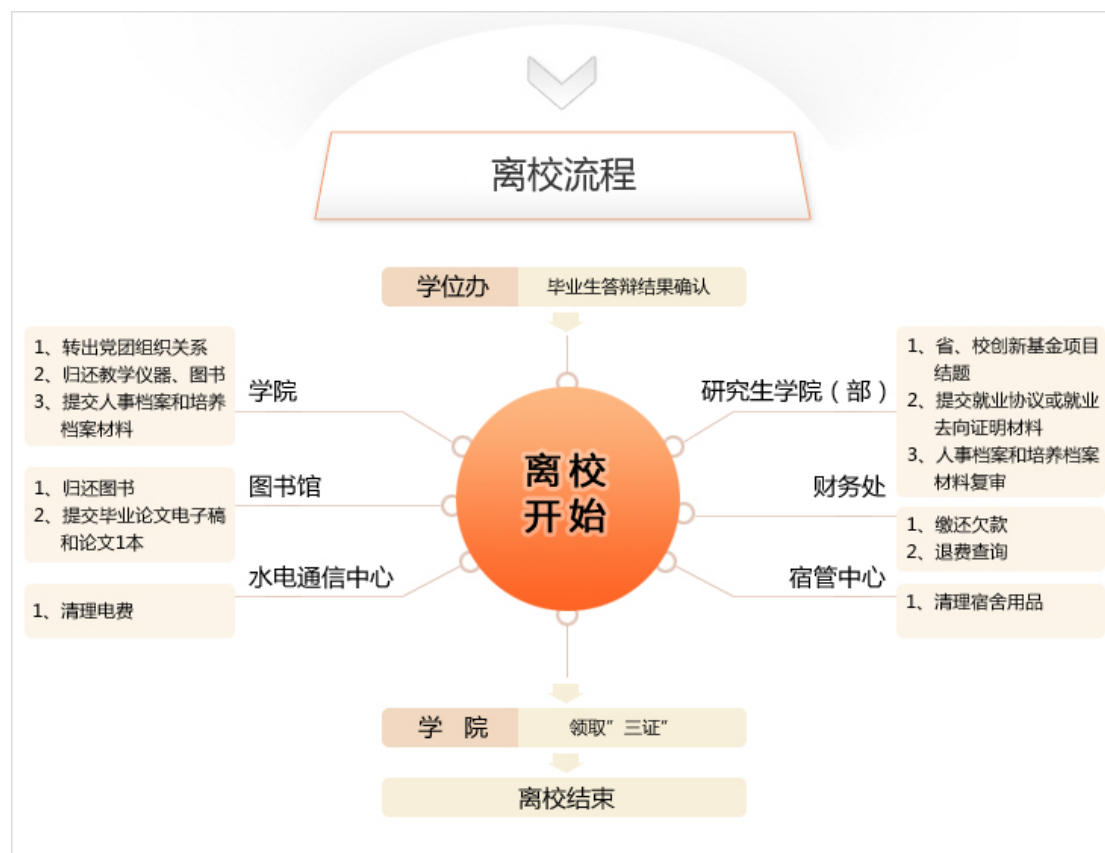 离校流程
学位办
毕业生答辩结果确认
1、转出党团组织关系
2、归还教学仪器、图书
3、提交人事档案和培养
档案材料
学院
1、归还图书
2、提交毕业论文电子稿
和论文1本
图书馆
1、清理电费
水电通信中心
离校
开始
研究生学院（部）
1、省、校创新基金项目
结题
2、提交就业协议或就业
去向证明材料
3、人事档案和培养档案
材料复审
财务处
1、缴还欠款
2、退费查询
宿管中心
1、清理宿舍用品
学 院
领取”三证”
离校结束